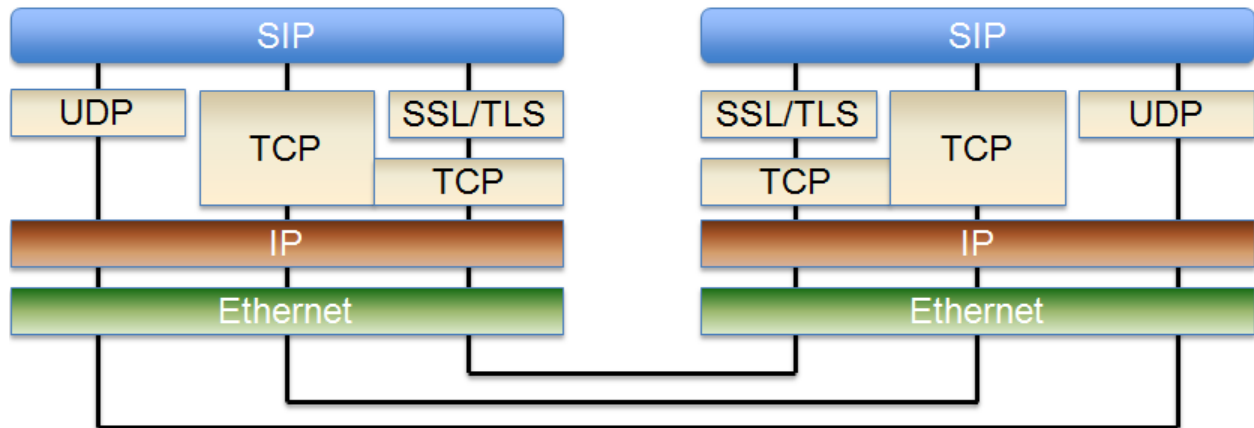 SIP
UDP
TCP
SSL/TLS
TCP
IP
Ethernet
SIP
SSL/TLS
TCP
TCP
UDP
IP
Ethernet